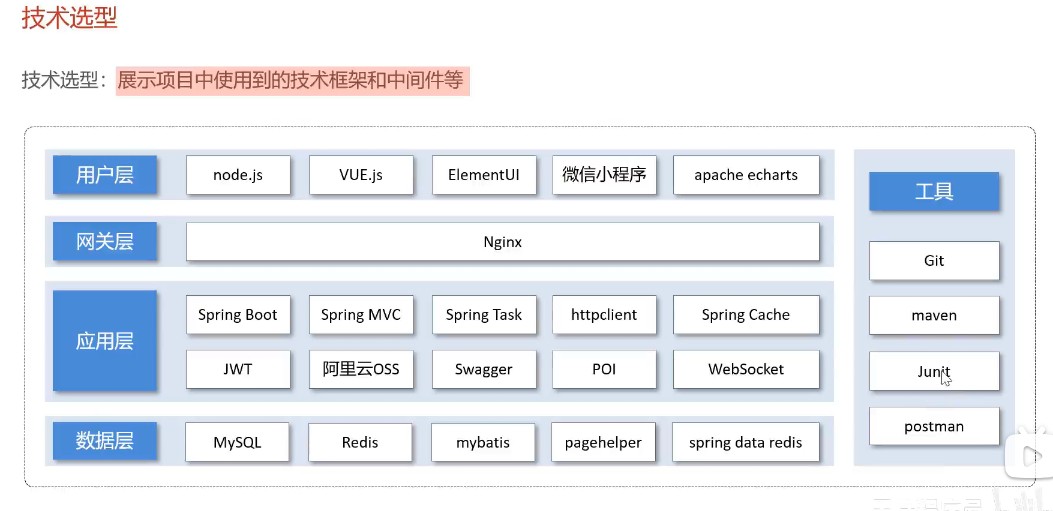 技术选型
技术选型：展示项目中使用到的技术框架和中间件等
用户层 node.js VUE.js ElementUI 微信小程序 apache echarts
网关层 Nginx
应用层
Spring Boot Spring MVC Spring Task httpclient Spring Cache
JWT 阿里云OSS Swagger POI WebSocket
数据层 MySQL Redis mybatis pagehelper spring data redis
工具
Git
maven
Junit
postman